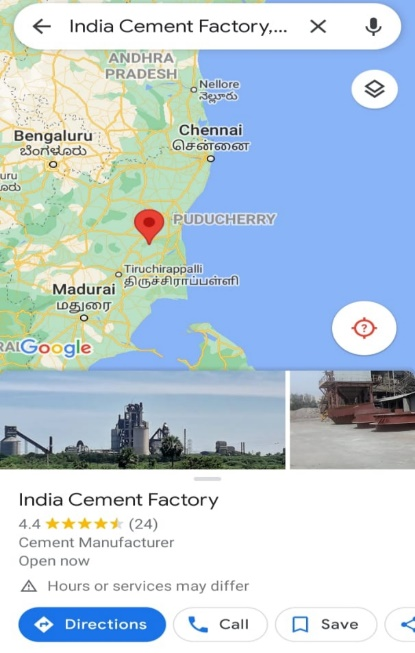 India Cement Factory,...
ANDHRA
PRADESH
Nellore
నెల్లూరు
Bengaluru
ಬೆಂಗಳೂರು
Chennai
சென்னை
uru
ూరు
PUDUCHERRY
Tiruchirappalli
திருச்சிராப்பள்ளி
Madurai
மதுரை
RAL
Google
India Cement Factory
4.4 (24)
Cement Manufacturer
Open now
Hours or services may differ
Directions
Call
Save